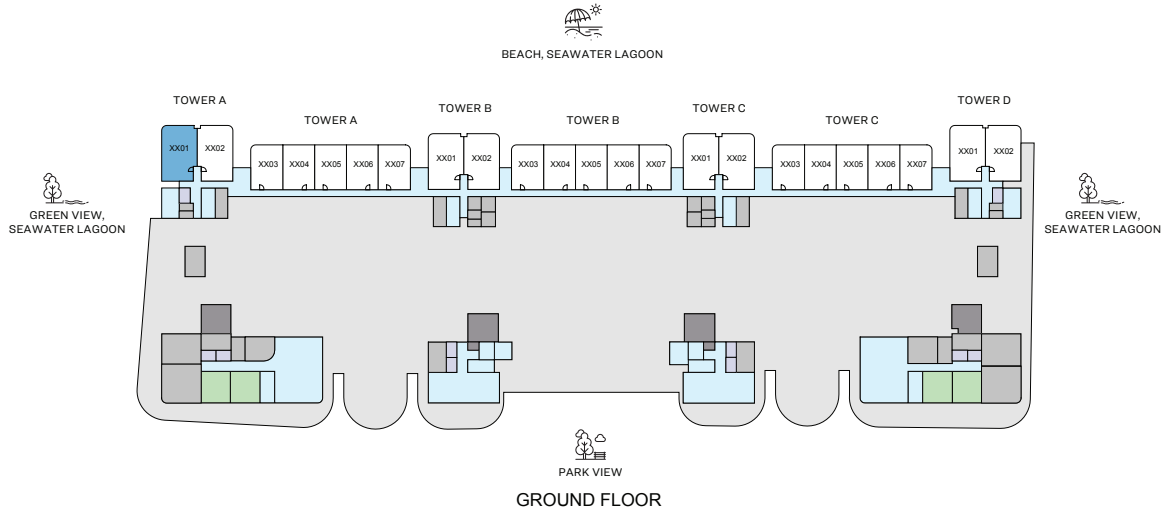 BEACH, SEAWATER LAGOON
TOWER A
TOWER B
TOWER C
TOWER D
TOWER A
TOWER B
TOWER C
XX01
XX02
XX03
XX04
XX05
XX06
XX07
XX01
XX02
XX03
XX04
XX05
XX06
XX07
XX01
XX02
XX03
XX04
XX05
XX06
XX07
XX01
XX02
GREEN VIEW,
SEAWATER LAGOON
GREEN VIEW,
SEAWATER LAGOON
PARK VIEW
GROUND FLOOR